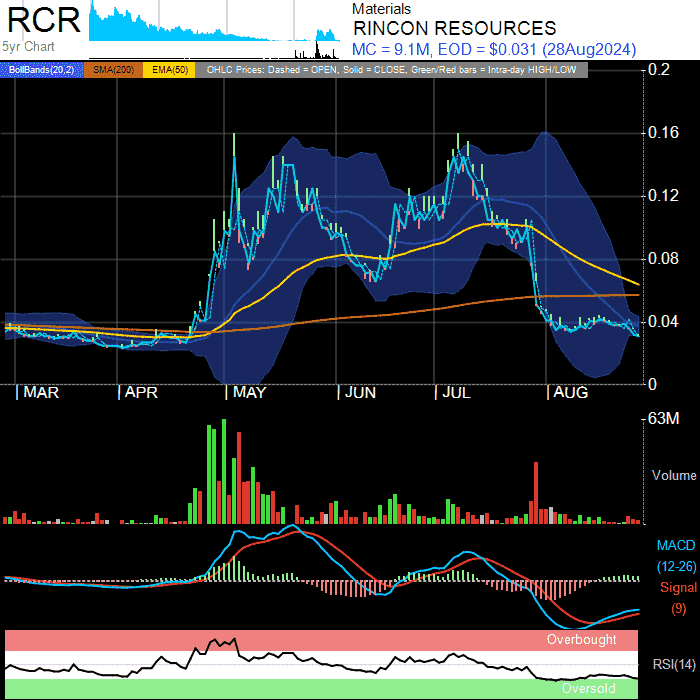 RCR
5yr Chart
Materials
RINCON RESOURCES
MC = 9.1M, EOD = $0.031 (28Aug2024)
BollBands(20,2) SMA(200) EMA(50) OHLC Prices: Dashed = OPEN, Solid = CLOSE, Green/Red bars = Intra-day HIGH/LOW
0.2
0.16
0.12
0.08
0.04
0
MAR APR MAY JUN JUL AUG
63M
Volume
MACD
(12-26)
Signal
(9)
Overbought
RSI(14)
Oversold